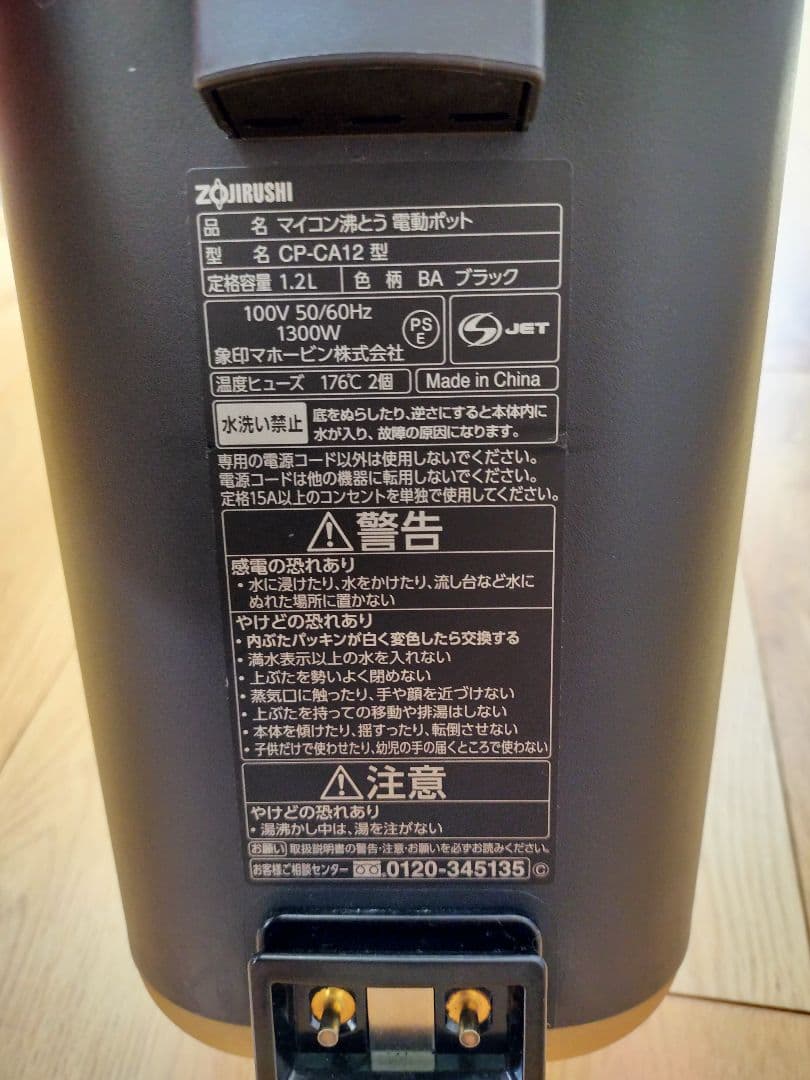 ZOJIRUSHI
品 名 マイコン沸とう電動ポット
型 名 CP-CA12 型
定格容量 1.2L 色 柄 BA ブラック
100V 50/60Hz
1300W
象印マホービン株式会社
PS
E
JET
温度ヒューズ 176℃ 2個 Made in China
水洗い禁止
底をぬらしたり、逆さにすると本体内に
水が入り、故障の原因になります。
専用の電源コード以外は使用しないでください。
電源コードは他の機器に転用しないでください。
定格15A以上のコンセントを単独で使用してください。
⚠警告
感電の恐れあり
・水に浸けたり、水をかけたり、流し台など水に
ぬれた場所に置かない
やけどの恐れあり
・内ぶたパッキンが白く変色したら交換する
・満水表示以上の水を入れない
・上ぶたを勢いよく閉めない
・蒸気口に触ったり、手や顔を近づけない
・上ぶたを持っての移動や排湯はしない
・本体を傾けたり、揺すったり、転倒させない
・子供だけで使わせたり、幼児の手の届くところで使わない
⚠注意
やけどの恐れあり
・湯沸かし中は、湯を注がない
お願い 取扱説明書の警告・注意・お願いを必ずお読みください。
お客様ご相談センター 0120-345135 G